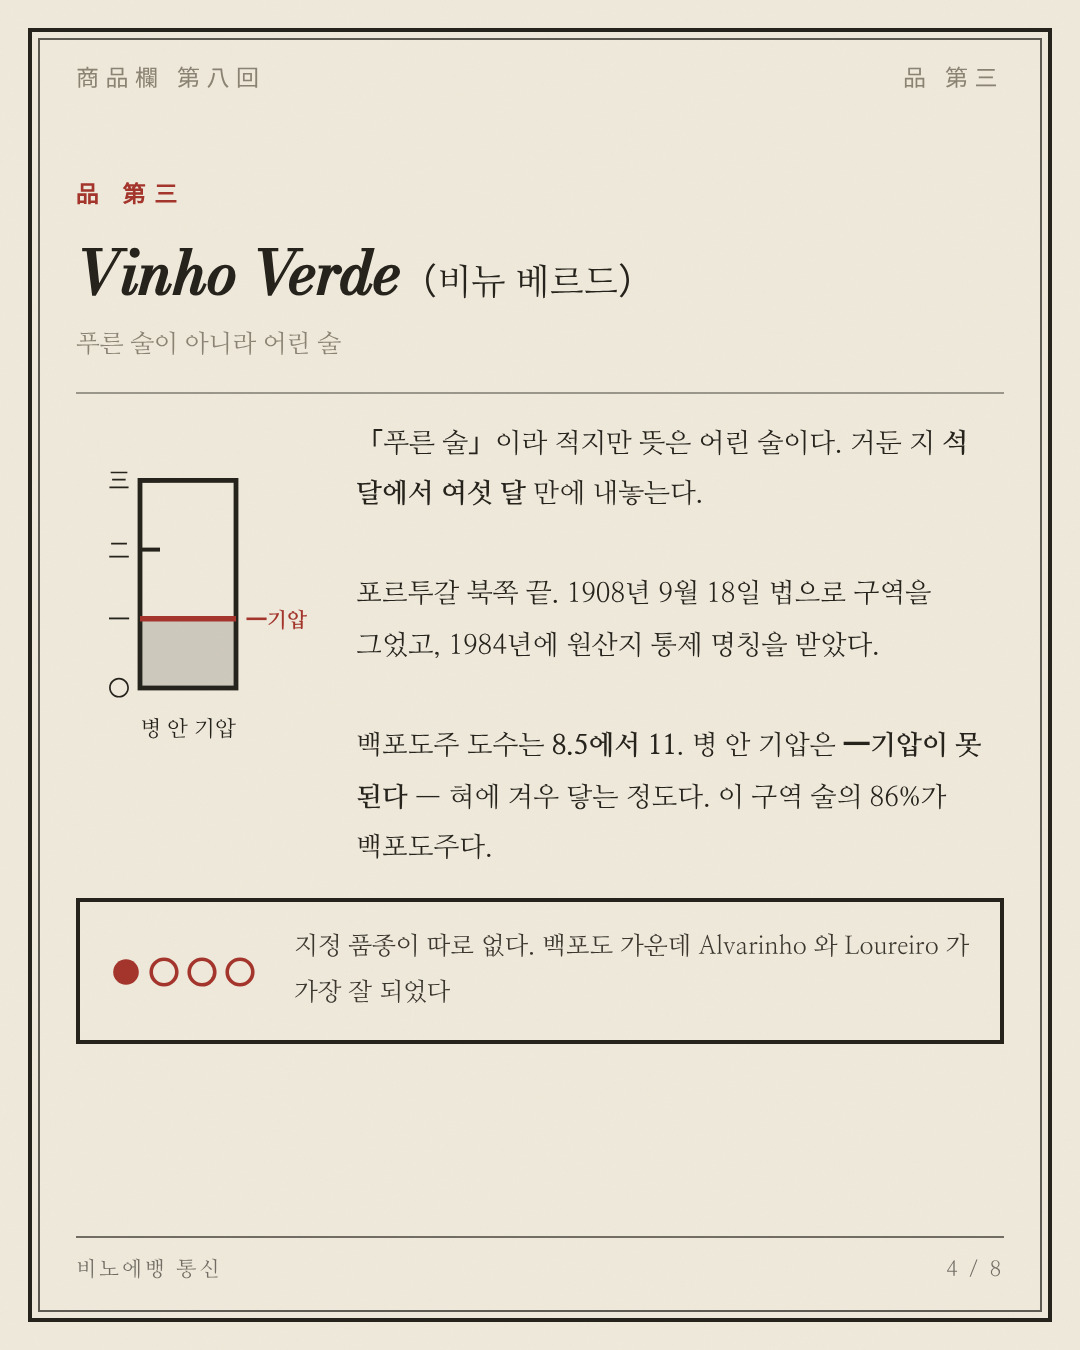 商品欄 第八回
品 第三
品 第三
Vinho Verde (비뉴 베르드)
푸른 술이 아니라 어린 술
「푸른 술」이라 적지만 뜻은 어린 술이다. 거둔 지 석
달에서 여섯 달 만에 내놓는다.
三
二
一
一기압
〇
병 안 기압
포르투갈 북쪽 끝. 1908년 9월 18일 법으로 구역을
그었고, 1984년에 원산지 통제 명칭을 받았다.
백포도주 도수는 8.5에서 11. 병 안 기압은 一기압이 못
된다 — 혀에 겨우 닿는 정도다. 이 구역 술의 86%가
백포도주다.
지정 품종이 따로 없다. 백포도 가운데 Alvarinho 와 Loureiro 가
가장 잘 되었다
비노에뱅 통신
4 / 8